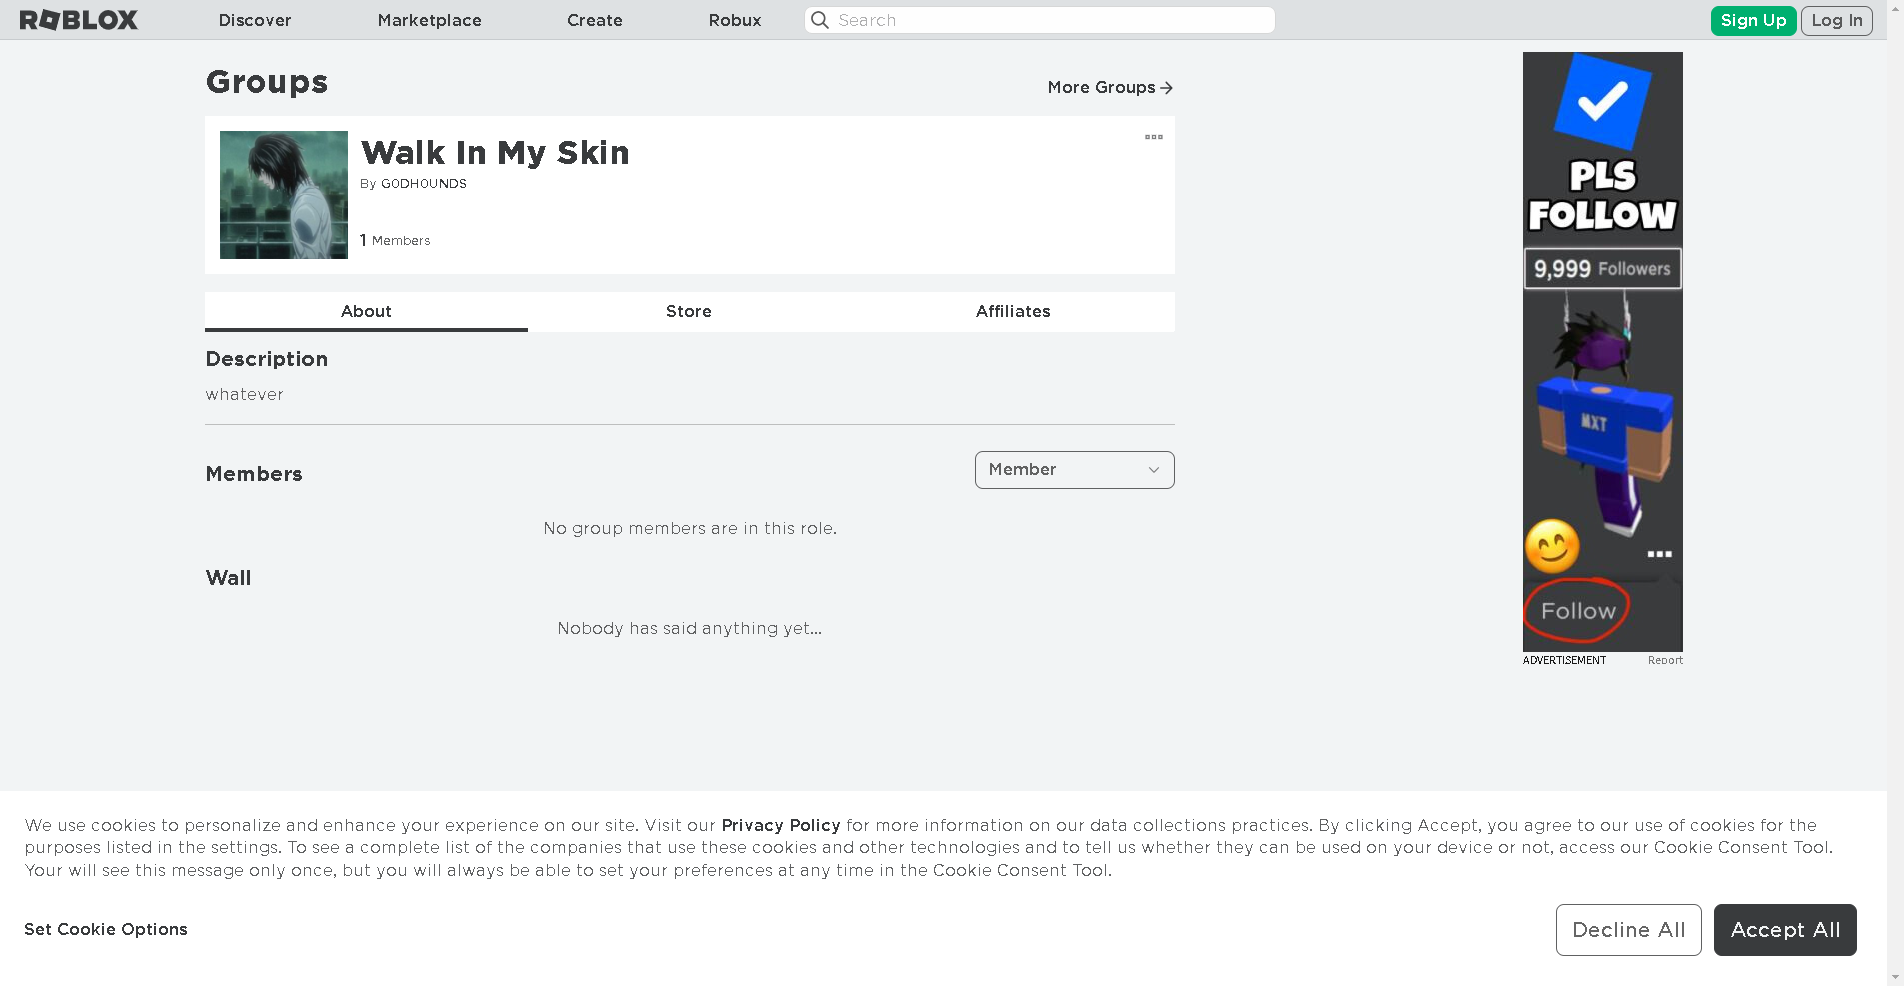 ROBLOX Discover Marketplace Create Robux Search Sign Up Log In
Groups
More Groups
Walk In My Skin
By G0DH0UNDS
1 Members
About Store Affiliates
Description
whatever
Members
Member
No group members are in this role.
Wall
Nobody has said anything yet...
PLS
FOLLOW
9,999 Followers
MXT
Follow
ADVERTISEMENT Report
We use cookies to personalize and enhance your experience on our site. Visit our Privacy Policy for more information on our data collections practices. By clicking Accept, you agree to our use of cookies for the
purposes listed in the settings. To see a complete list of the companies that use these cookies and other technologies and to tell us whether they can be used on your device or not, access our Cookie Consent Tool.
Your will see this message only once, but you will always be able to set your preferences at any time in the Cookie Consent Tool.
Set Cookie Options
Decline All Accept All